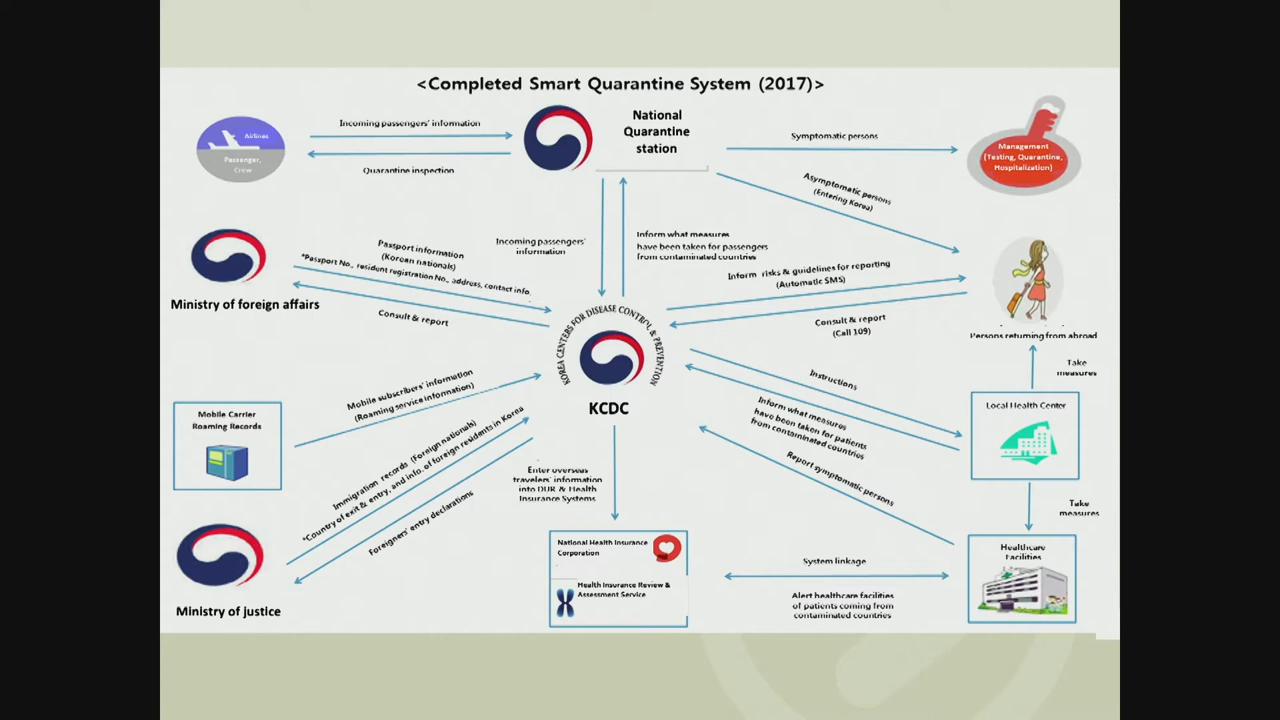 <Completed Smart Quarantine System (2017)>
Airlines
Passenger,
Crew
Incoming passengers' information
Quarantine inspection
National
Quarantine
station
Symptomatic persons
Management
(Testing, Quarantine,
Hospitalization)
Asymptomatic persons
(Entering Korea)
Ministry of foreign affairs
Passport information
(Korean nationals)
*Passport No., resident registration No., address, contact info.
Consult & report
Incoming passengers'
information
Inform what measures
have been taken for passengers
from contaminated countries
Inform risks & guidelines for reporting
(Automatic SMS)
Consult & report
(Call 109)
Persons returning from abroad
KOREA CENTERS FOR DISEASE CONTROL & PREVENTION
KCDC
Mobile Carrier
Roaming Records
Mobile subscribers' information
(Roaming service information)
Instructions
Inform what measures
have been taken for patients
from contaminated countries
Report symptomatic persons
Take
measures
Local Health Center
Take
measures
Immigration records (Foreign nationals)
*Country of exit & entry, and info. of foreign residents in Korea
Foreigners' entry declarations
Ministry of justice
Enter overseas
travelers' information
into DUR & Health
Insurance Systems
National Health Insurance
Corporation
Health Insurance Review &
Assessment Service
System linkage
Alert healthcare facilities
of patients coming from
contaminated countries
Healthcare
Facilities